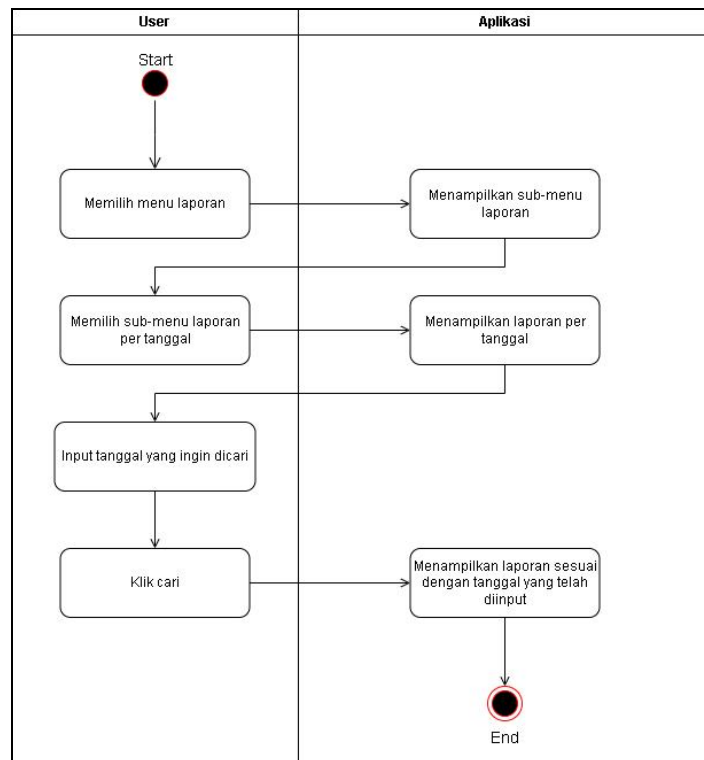 User
Aplikasi
Start
Memilih menu laporan
Menampilkan sub-menu
laporan
Memilih sub-menu laporan
per tanggal
Menampilkan laporan per
tanggal
Input tanggal yang ingin dicari
Klik cari
Menampilkan laporan sesuai
dengan tanggal yang telah
diinput
End